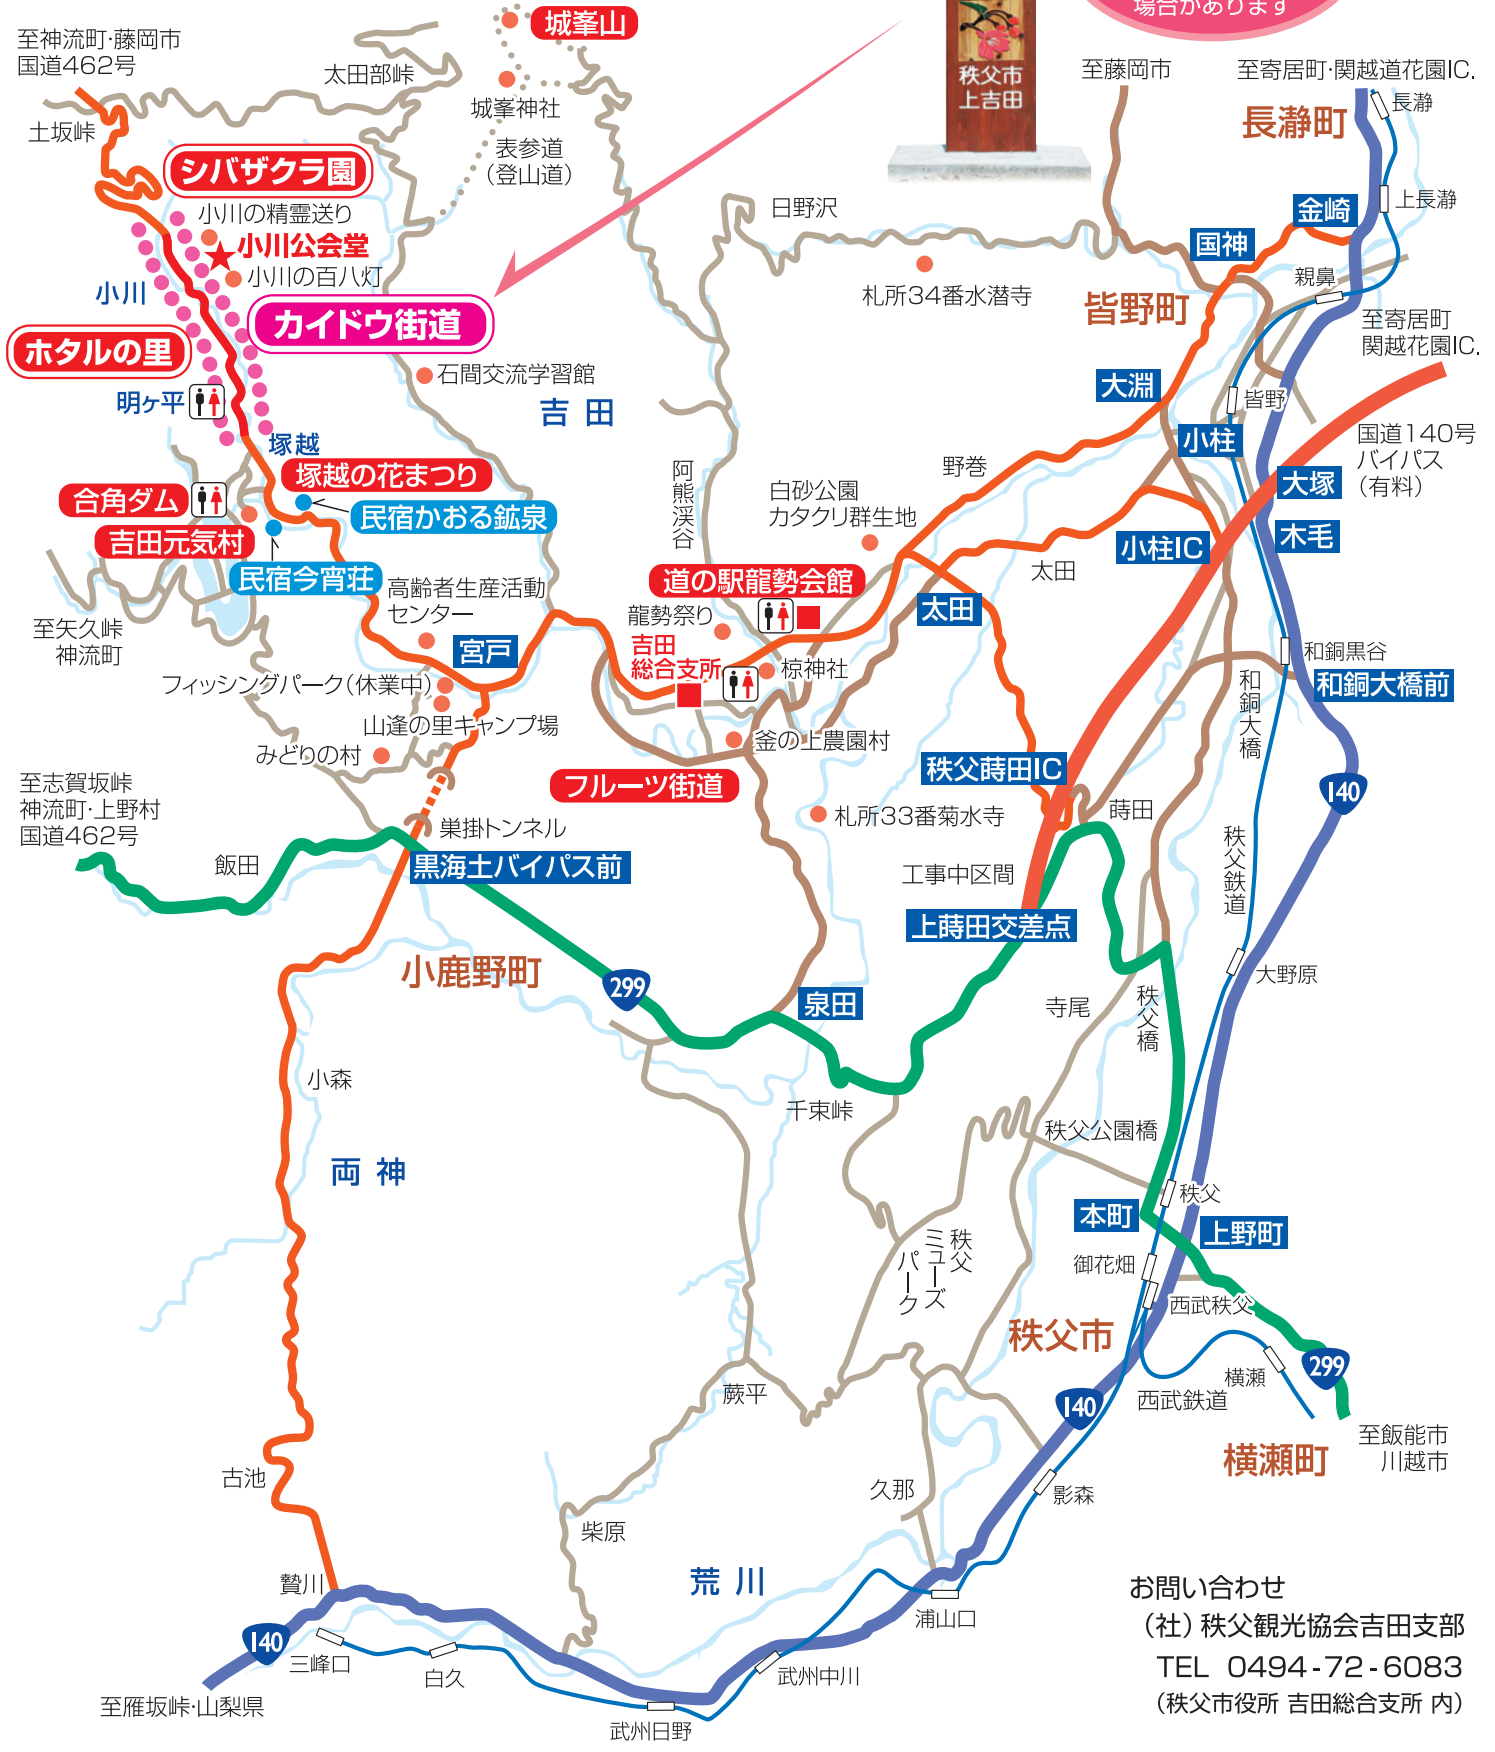 場合があります
城峯山
至神流町・藤岡市
国道462号
太田部峠
城峯神社
表参道
（登山道）
土坂峠
秩父市
上吉田
至藤岡市
至寄居町・関越道花園IC.
長瀞町
長瀞
上長瀞
シバザクラ園
小川の精霊送り
小川公会堂
小川の百八灯
小川
カイドウ街道
ホタルの里
明ヶ平
塚越
日野沢
金崎
国神
親鼻
札所34番水潜寺
皆野町
至寄居町
関越花園IC.
石間交流学習館
吉田
大淵
皆野
小柱
国道140号
バイパス
（有料）
塚越の花まつり
合角ダム
民宿かおる鉱泉
吉田元気村
民宿今宵荘
阿熊渓谷
野巻
白砂公園
カタクリ群生地
大塚
木毛
小柱IC
太田
高齢者生産活動
センター
道の駅龍勢会館
龍勢祭り
太田
至矢久峠
神流町
宮戸
吉田
総合支所
椋神社
和銅黒谷
和銅大橋前
和銅大橋
フィッシングパーク（休業中）
山逢の里キャンプ場
みどりの村
釜の上農園村
フルーツ街道
秩父蒔田IC
至志賀坂峠
神流町・上野村
国道462号
140
巣掛トンネル
札所33番菊水寺
蒔田
飯田
黒海土バイパス前
工事中区間
秩父鉄道
上蒔田交差点
小鹿野町
299
泉田
大野原
寺尾
秩父橋
小森
千束峠
秩父公園橋
両神
秩父
本町
上野町
秩父
ミューズ
パーク
御花畑
西武秩父
秩父市
299
横瀬
蕨平
140
西武鉄道
横瀬町
至飯能市
川越市
古池
久那
影森
柴原
荒川
贄川
浦山口
140
三峰口
白久
武州中川
至雁坂峠・山梨県
武州日野
お問い合わせ
（社）秩父観光協会吉田支部
TEL 0494-72-6083
（秩父市役所 吉田総合支所 内）